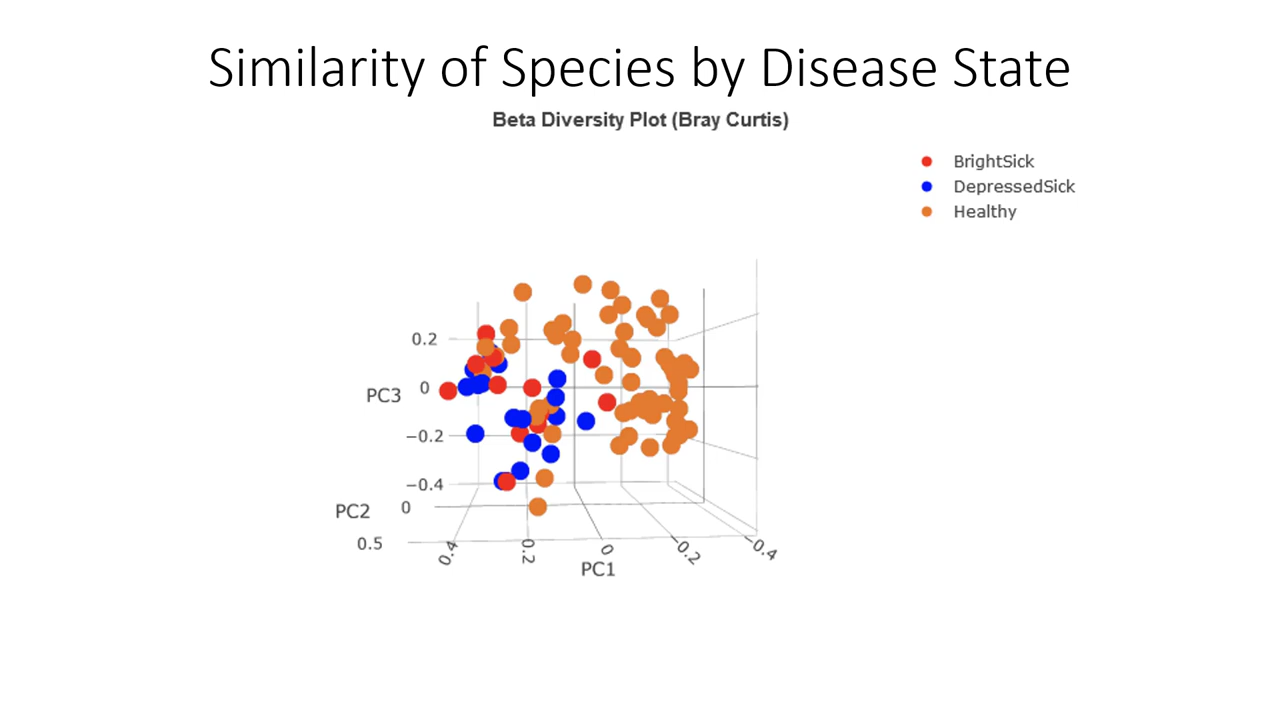 Similarity of Species by Disease State
Beta Diversity Plot (Bray Curtis)
BrightSick
DepressedSick
Healthy
0.2
PC3
0
−0.2
−0.4
PC2
0
0.5
0.4
0.2
0
−0.2
−0.4
PC1